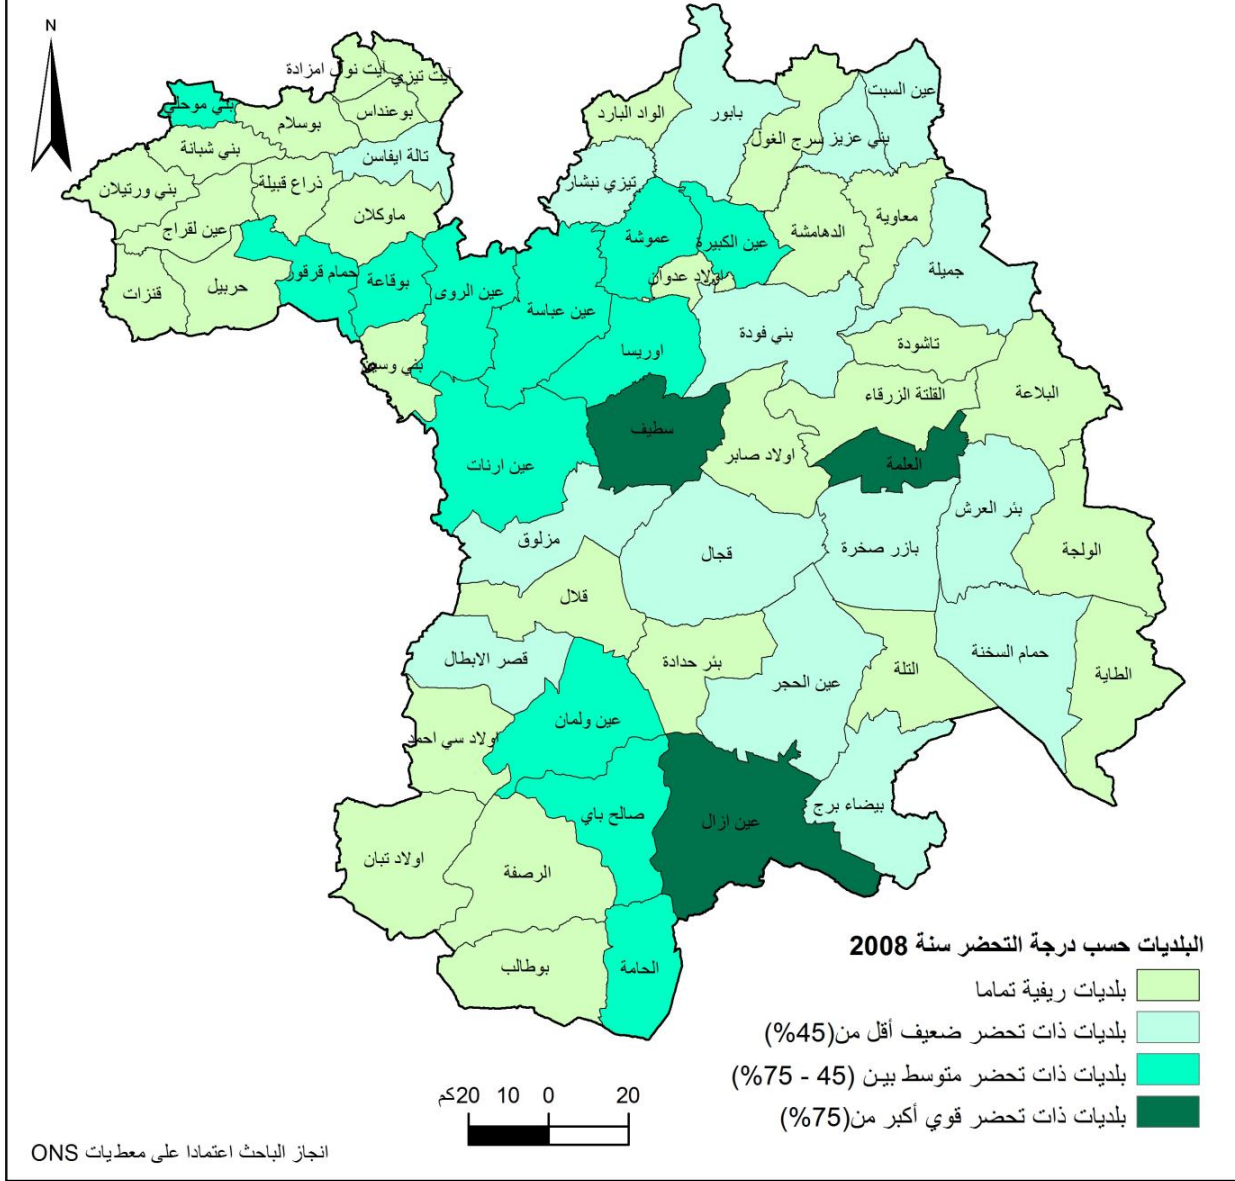 N
آيت نوال امزادة
آيت تيزي
بني موحلي
بوسلام
بوعنداس
بني شبانة
تالة ايفاسن
بني ورتيلان
ذراع قبيلة
عين لقراج
ماوكلان
قنزات
حربيل
حمام قرقور
بوقاعة
عين الروى
عين عباسة
بني وسين
الواد البارد
بابور
سرج الغول
بني عزيز
عين السبت
تيزي نبشار
عموشة
عين الكبيرة
الدهامشة
معاوية
جميلة
اولاد عدوان
اوريسا
بني فودة
تاشودة
القلتة الزرقاء
البلاعة
عين ارنات
سطيف
اولاد صابر
العلمة
بئر العرش
الولجة
مزلوق
قجال
بازر صخرة
قلال
قصر الابطال
بئر حدادة
عين الحجر
التلة
حمام السخنة
الطاية
عين ولمان
اولاد سي احمد
صالح باي
عين ازال
بيضاء برج
اولاد تبان
الرصفة
بوطالب
الحامة
البلديات حسب درجة التحضر سنة 2008
بلديات ريفية تماما
بلديات ذات تحضر ضعيف أقل من(45%)
بلديات ذات تحضر متوسط بين (45 - 75%)
بلديات ذات تحضر قوي أكبر من(75%)
كم20 10 0 20
انجاز الباحث اعتمادا على معطيات ONS